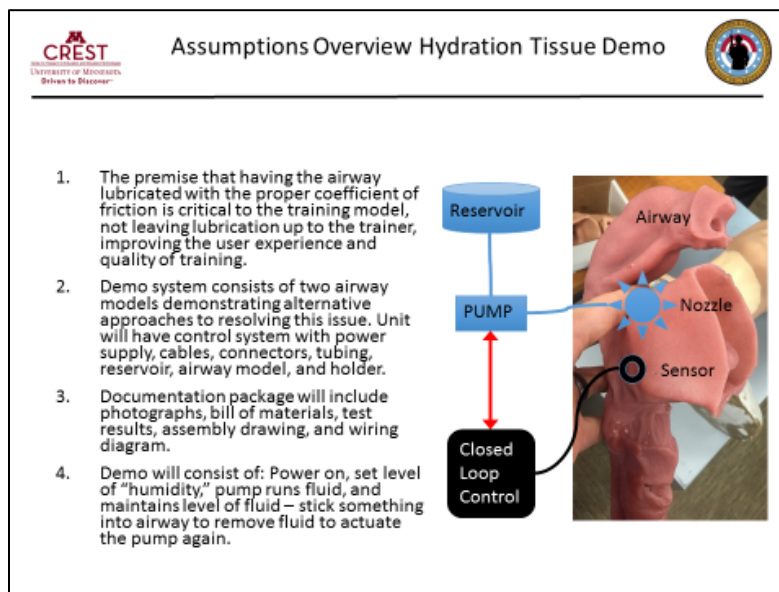 CREST
UNIVERSITY OF MINNESOTA
Driven to Discover
Assumptions Overview Hydration Tissue Demo
1. The premise that having the airway
lubricated with the proper coefficient of
friction is critical to the training model,
not leaving lubrication up to the trainer,
improving the user experience and
quality of training.
2. Demo system consists of two airway
models demonstrating alternative
approaches to resolving this issue. Unit
will have control system with power
supply, cables, connectors, tubing,
reservoir, airway model, and holder.
3. Documentation package will include
photographs, bill of materials, test
results, assembly drawing, and wiring
diagram.
4. Demo will consist of: Power on, set level
of “humidity,” pump runs fluid, and
maintains level of fluid – stick something
into airway to remove fluid to actuate
the pump again.
Reservoir
Airway
PUMP
Nozzle
Sensor
Closed
Loop
Control